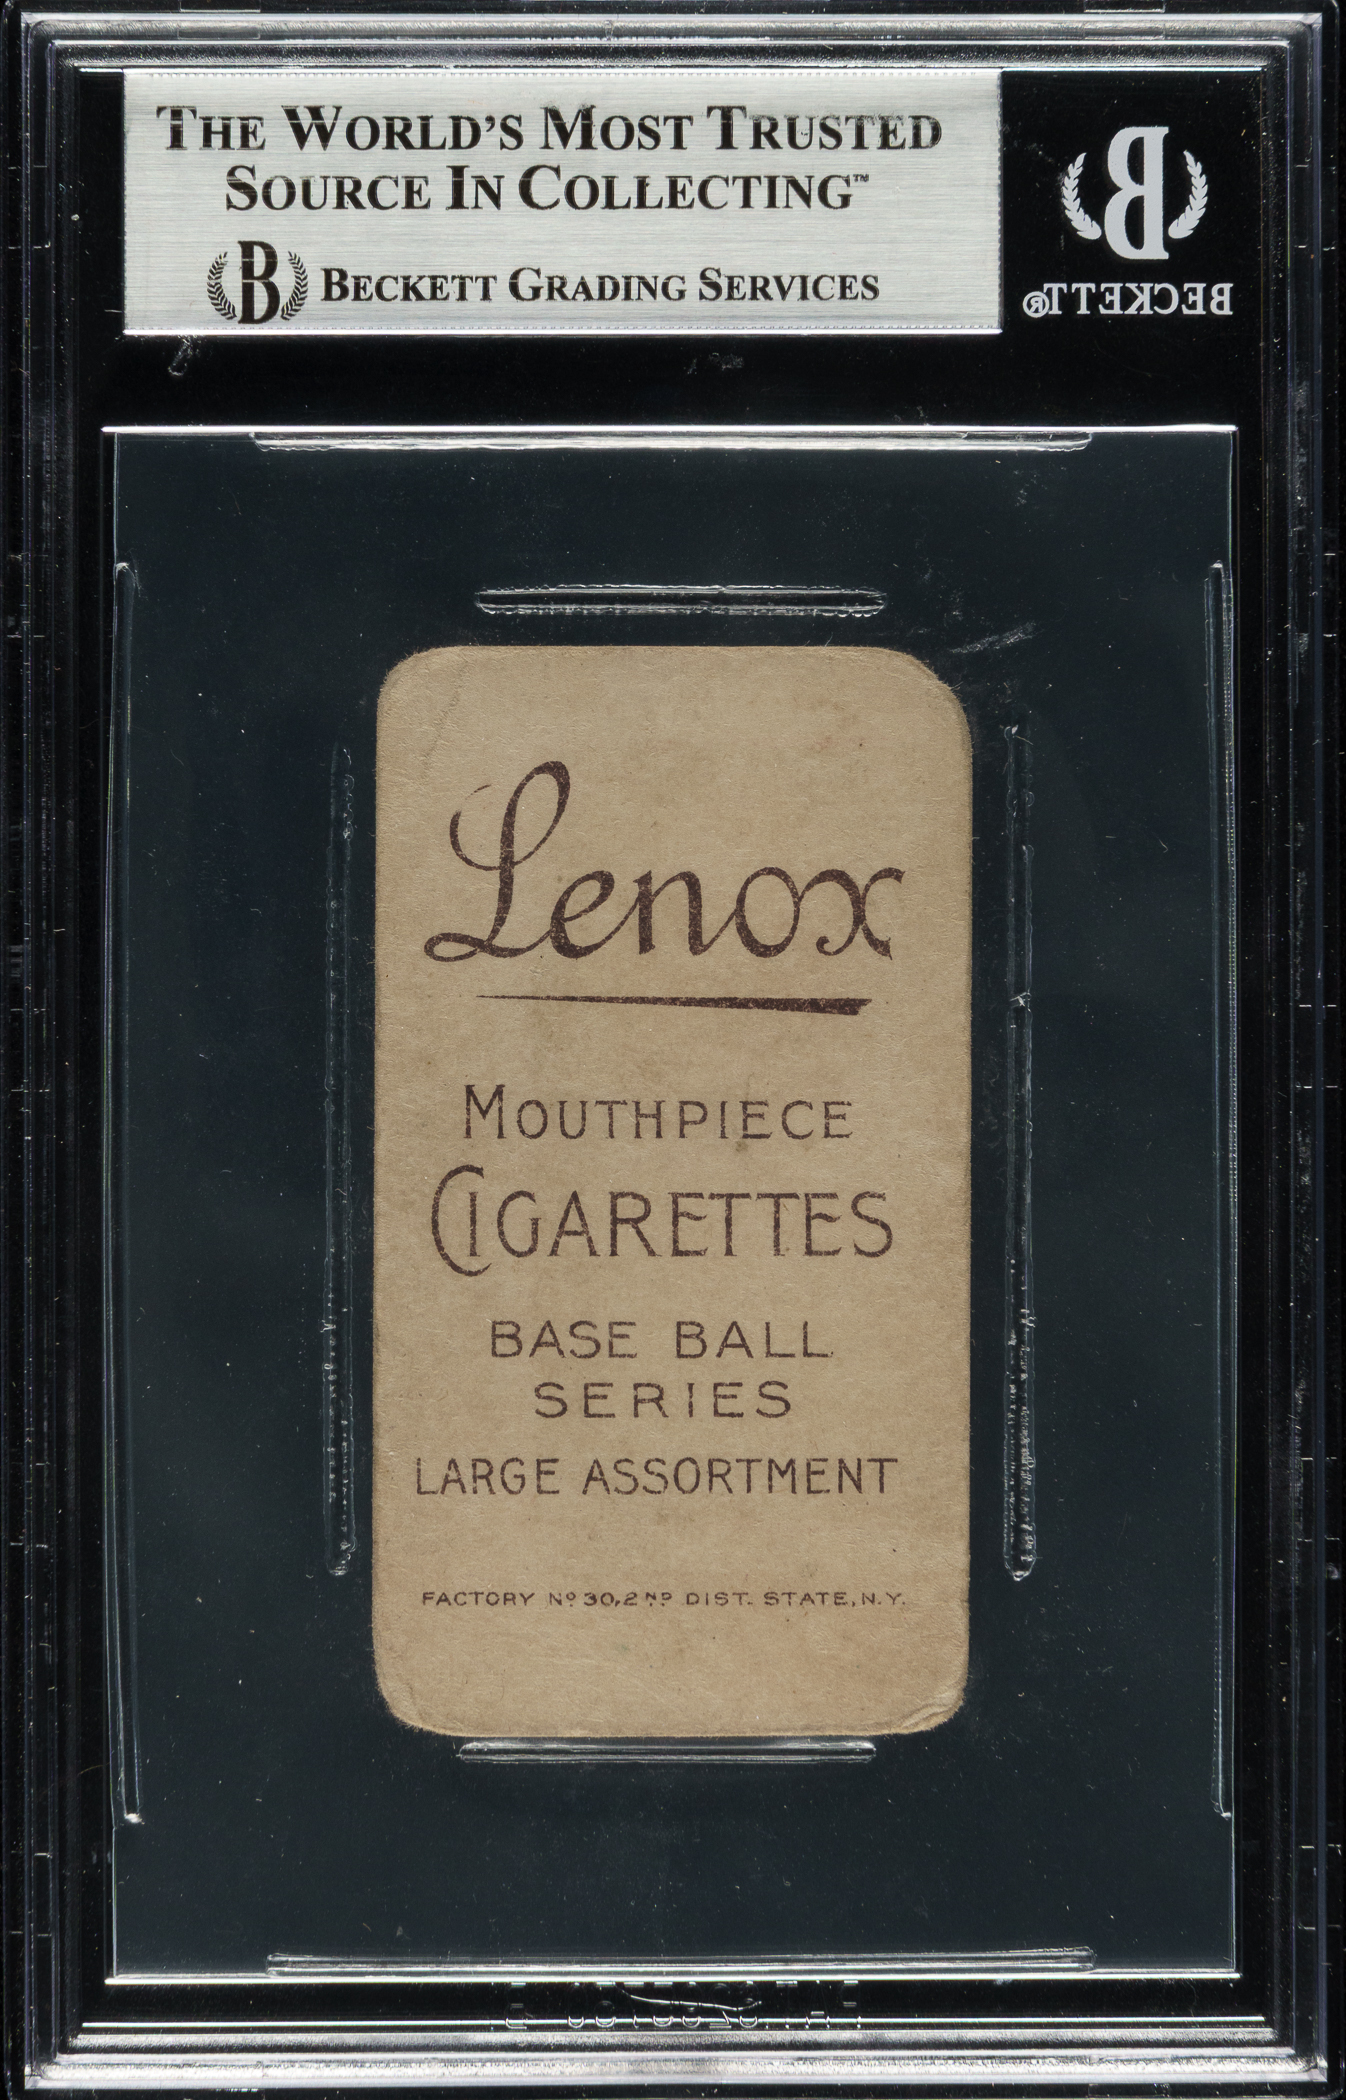 THE WORLD'S MOST TRUSTED
SOURCE IN COLLECTING™
B BECKETT GRADING SERVICES
B
BECKETT®
Lenox
MOUTHPIECE
CIGARETTES
BASE BALL
SERIES
LARGE ASSORTMENT
FACTORY Nº 30, 2ND DIST. STATE, N.Y.